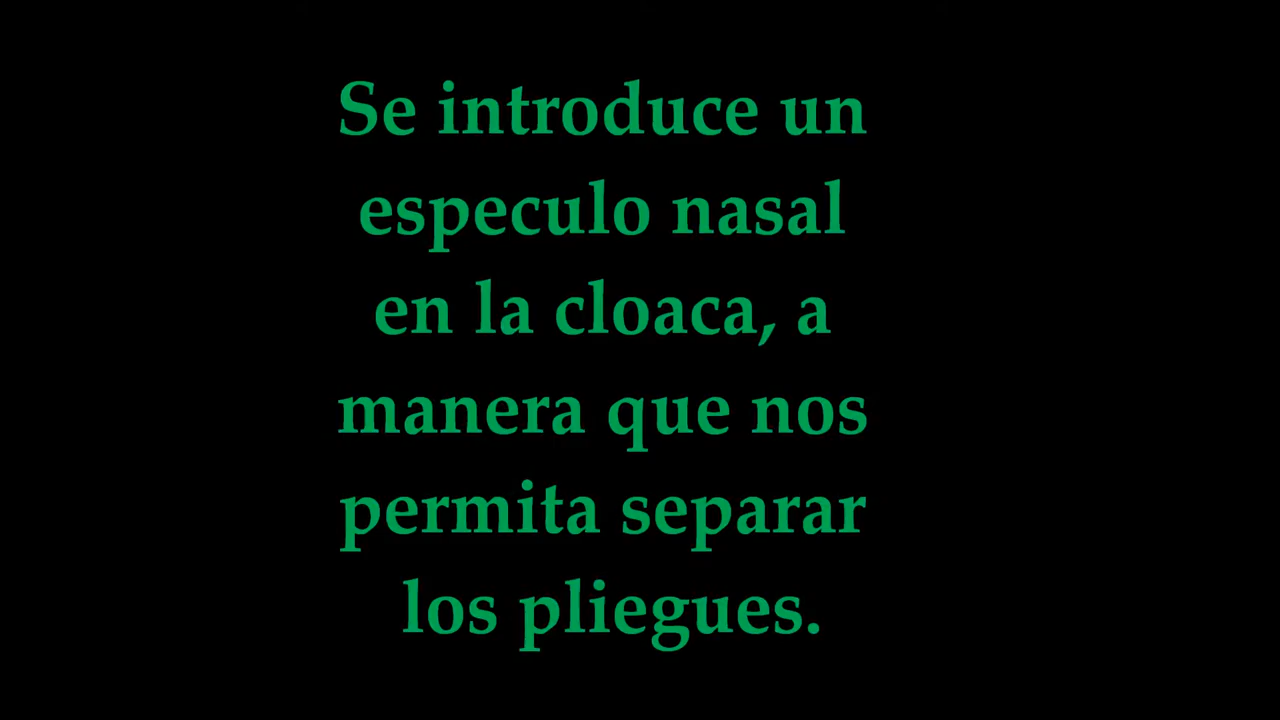 Se introduce un
especulo nasal
en la cloaca, a
manera que nos
permita separar
los pliegues.